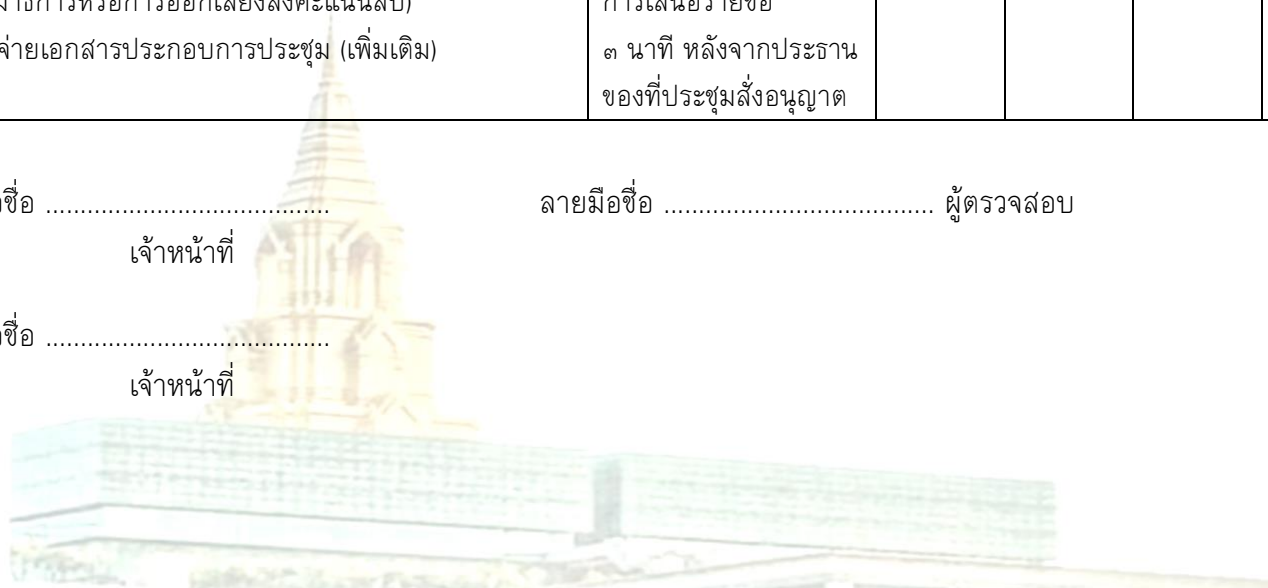 การเสนอรายชื่อ
จ่ายเอกสารประกอบการประชุม (เพิ่มเติม) ๓ นาที หลังจากประธาน
ของที่ประชุมสั่งอนุญาต
ชื่อ ......................................... ลายมือชื่อ ....................................... ผู้ตรวจสอบ
เจ้าหน้าที่
ชื่อ .........................................
เจ้าหน้าที่